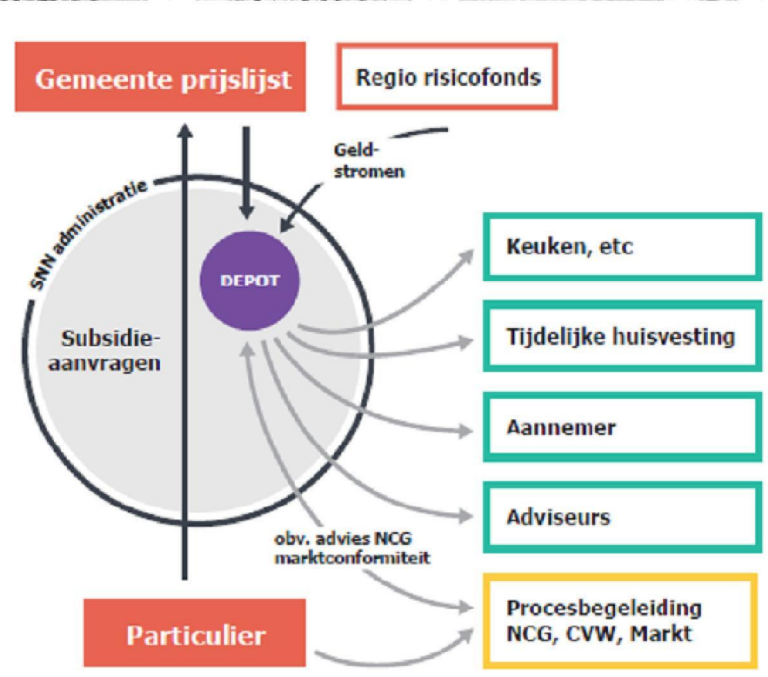 Gemeente prijslijst
Regio risicofonds
Geld-
stromen
SNN administratie
DEPOT
Subsidie-
aanvragen
Keuken, etc
Tijdelijke huisvesting
Aannemer
Adviseurs
obv. advies NCG
marktconformiteit
Procesbegeleiding
NCG, CVW, Markt
Particulier